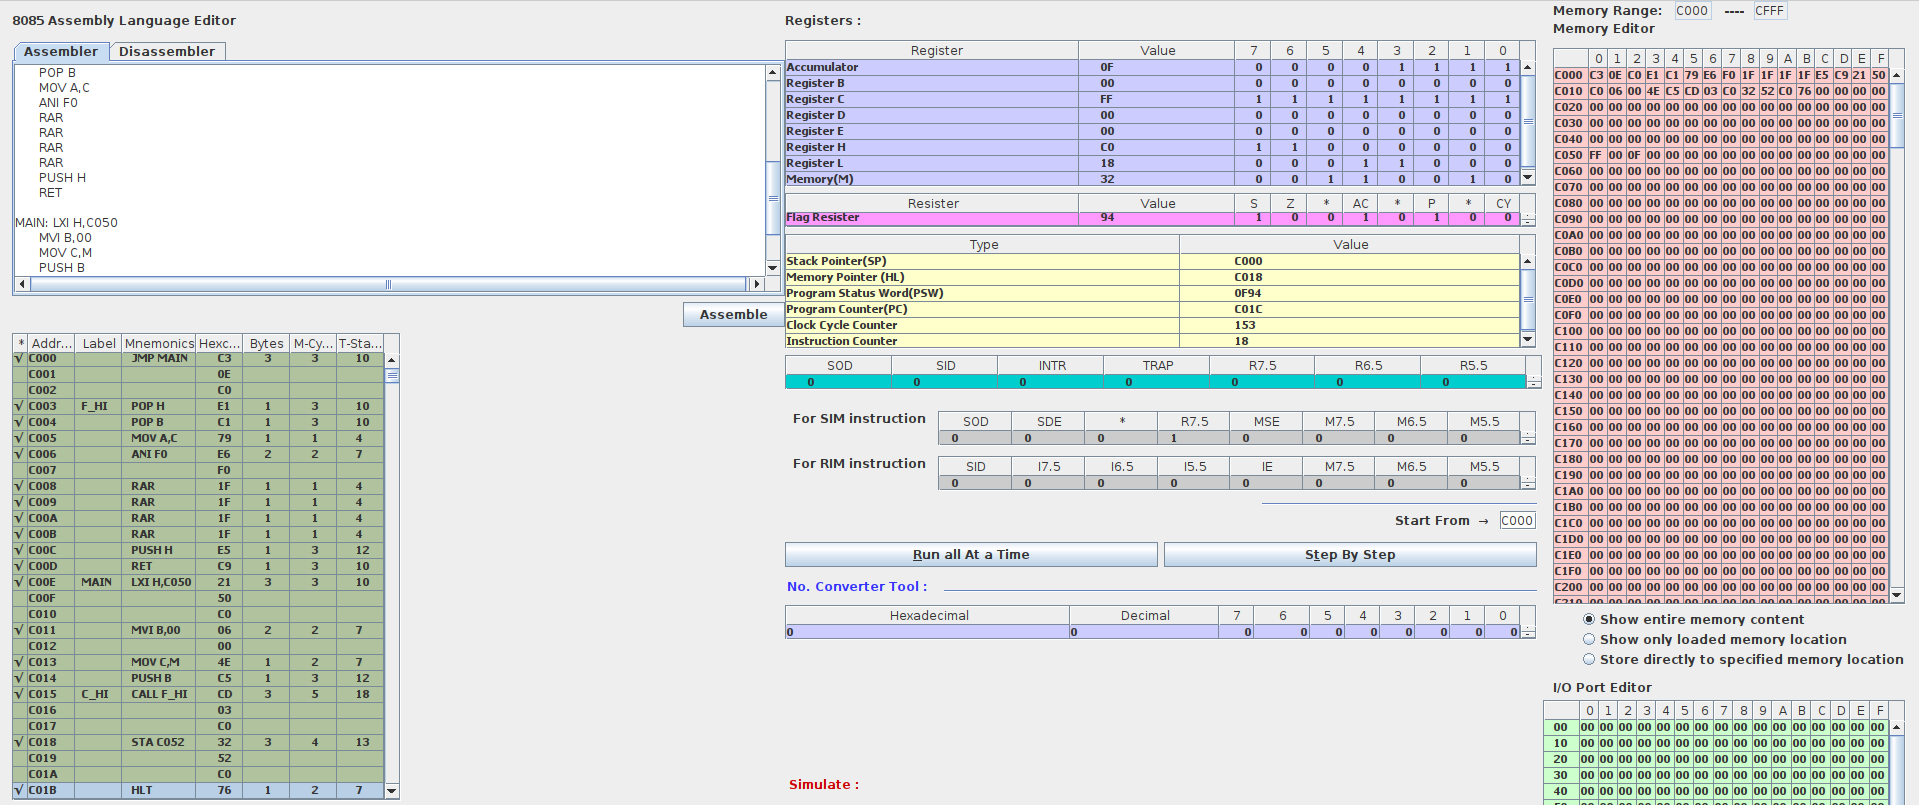 8085 Assembly Language Editor
Assembler Disassembler
POP B
MOV A,C
ANI F0
RAR
RAR
RAR
RAR
PUSH H
RET
MAIN: LXI H,C050
MVI B,00
MOV C,M
PUSH B
Assemble
* Addr... Label Mnemonics Hexc... Bytes M-Cy... T-Sta...
√ C000 JMP MAIN C3 3 3 10
C001 0E
C002 C0
√ C003 F_HI POP H E1 1 3 10
√ C004 POP B C1 1 3 10
√ C005 MOV A,C 79 1 1 4
√ C006 ANI F0 E6 2 2 7
C007 F0
√ C008 RAR 1F 1 1 4
√ C009 RAR 1F 1 1 4
√ C00A RAR 1F 1 1 4
√ C00B RAR 1F 1 1 4
√ C00C PUSH H E5 1 3 12
√ C00D RET C9 1 3 10
√ C00E MAIN LXI H,C050 21 3 3 10
C00F 50
C010 C0
√ C011 MVI B,00 06 2 2 7
C012 00
√ C013 MOV C,M 4E 1 2 7
√ C014 PUSH B C5 1 3 12
√ C015 C_HI CALL F_HI CD 3 5 18
C016 03
C017 C0
√ C018 STA C052 32 3 4 13
C019 52
C01A C0
√ C01B HLT 76 1 2 7
Registers :
Register Value 7 6 5 4 3 2 1 0
Accumulator 0F 0 0 0 0 1 1 1 1
Register B 00 0 0 0 0 0 0 0 0
Register C FF 1 1 1 1 1 1 1 1
Register D 00 0 0 0 0 0 0 0 0
Register E 00 0 0 0 0 0 0 0 0
Register H C0 1 1 0 0 0 0 0 0
Register L 18 0 0 0 1 1 0 0 0
Memory(M) 32 0 0 1 1 0 0 1 0
Resister Value S Z * AC * P * CY
Flag Resister 94 1 0 0 1 0 1 0 0
Type Value
Stack Pointer(SP) C000
Memory Pointer (HL) C018
Program Status Word(PSW) 0F94
Program Counter(PC) C01C
Clock Cycle Counter 153
Instruction Counter 18
SOD SID INTR TRAP R7.5 R6.5 R5.5
0 0 0 0 0 0 0
For SIM instruction
SOD SDE * R7.5 MSE M7.5 M6.5 M5.5
0 0 0 1 0 0 0 0
For RIM instruction
SID I7.5 I6.5 I5.5 IE M7.5 M6.5 M5.5
0 0 0 0 0 0 0 0
Start From → C000
Run all At a Time Step By Step
No. Converter Tool :
Hexadecimal Decimal 7 6 5 4 3 2 1 0
0 0 0 0 0 0 0 0 0 0
Simulate :
Memory Range: C000 ---- CFFF
Memory Editor
0 1 2 3 4 5 6 7 8 9 A B C D E F
C000 C3 0E C0 E1 C1 79 E6 F0 1F 1F 1F 1F E5 C9 21 50
C010 C0 06 00 4E C5 CD 03 C0 32 52 C0 76 00 00 00 00
C020 00 00 00 00 00 00 00 00 00 00 00 00 00 00 00 00
C030 00 00 00 00 00 00 00 00 00 00 00 00 00 00 00 00
C040 00 00 00 00 00 00 00 00 00 00 00 00 00 00 00 00
C050 FF 00 0F 00 00 00 00 00 00 00 00 00 00 00 00 00
C060 00 00 00 00 00 00 00 00 00 00 00 00 00 00 00 00
C070 00 00 00 00 00 00 00 00 00 00 00 00 00 00 00 00
C080 00 00 00 00 00 00 00 00 00 00 00 00 00 00 00 00
C090 00 00 00 00 00 00 00 00 00 00 00 00 00 00 00 00
C0A0 00 00 00 00 00 00 00 00 00 00 00 00 00 00 00 00
C0B0 00 00 00 00 00 00 00 00 00 00 00 00 00 00 00 00
C0C0 00 00 00 00 00 00 00 00 00 00 00 00 00 00 00 00
C0D0 00 00 00 00 00 00 00 00 00 00 00 00 00 00 00 00
C0E0 00 00 00 00 00 00 00 00 00 00 00 00 00 00 00 00
C0F0 00 00 00 00 00 00 00 00 00 00 00 00 00 00 00 00
C100 00 00 00 00 00 00 00 00 00 00 00 00 00 00 00 00
C110 00 00 00 00 00 00 00 00 00 00 00 00 00 00 00 00
C120 00 00 00 00 00 00 00 00 00 00 00 00 00 00 00 00
C130 00 00 00 00 00 00 00 00 00 00 00 00 00 00 00 00
C140 00 00 00 00 00 00 00 00 00 00 00 00 00 00 00 00
C150 00 00 00 00 00 00 00 00 00 00 00 00 00 00 00 00
C160 00 00 00 00 00 00 00 00 00 00 00 00 00 00 00 00
C170 00 00 00 00 00 00 00 00 00 00 00 00 00 00 00 00
C180 00 00 00 00 00 00 00 00 00 00 00 00 00 00 00 00
C190 00 00 00 00 00 00 00 00 00 00 00 00 00 00 00 00
C1A0 00 00 00 00 00 00 00 00 00 00 00 00 00 00 00 00
C1B0 00 00 00 00 00 00 00 00 00 00 00 00 00 00 00 00
C1C0 00 00 00 00 00 00 00 00 00 00 00 00 00 00 00 00
C1D0 00 00 00 00 00 00 00 00 00 00 00 00 00 00 00 00
C1E0 00 00 00 00 00 00 00 00 00 00 00 00 00 00 00 00
C1F0 00 00 00 00 00 00 00 00 00 00 00 00 00 00 00 00
C200 00 00 00 00 00 00 00 00 00 00 00 00 00 00 00 00
Show entire memory content
Show only loaded memory location
Store directly to specified memory location
I/O Port Editor
0 1 2 3 4 5 6 7 8 9 A B C D E F
00 00 00 00 00 00 00 00 00 00 00 00 00 00 00 00 00
10 00 00 00 00 00 00 00 00 00 00 00 00 00 00 00 00
20 00 00 00 00 00 00 00 00 00 00 00 00 00 00 00 00
30 00 00 00 00 00 00 00 00 00 00 00 00 00 00 00 00
40 00 00 00 00 00 00 00 00 00 00 00 00 00 00 00 00